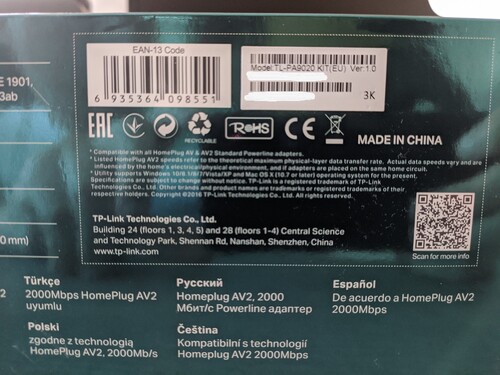 EAN-13 Code
6 935364 098551
Model:TL-PA9020 KIT(EU) Ver:1.0
3K
E 1901,
3ab
EAC
RECYCLABLE
RoHS
CE
MADE IN CHINA
* Compatible with all HomePlug AV & AV2 Standard Powerline adapters.
* Listed HomePlug AV2 speeds refer to the theoretical maximum physical-layer data transfer rate. Actual data speeds vary and are
influenced by the home's electrical/physical environment, and if adapters are placed on the same home circuit.
* Utility supports Windows 10/8.1/8/7/Vista/XP and Mac OS X (10.7 or later) operating system for the present.
Specifications are subject to change without notice. TP-Link is a registered trademark of TP-Link
Technologies Co., Ltd. Other brands and product names are trademarks or registered trademarks of their
respective holders. Copyright ©2016 TP-Link Technologies Co., Ltd. All rights reserved.
TP-Link Technologies Co., Ltd.
Building 24 (floors 1, 3, 4, 5) and 28 (floors 1-4) Central Science
and Technology Park, Shennan Rd, Nanshan, Shenzhen, China
www.tp-link.com
Scan for more info
0 mm)
Türkçe
2000Mbps HomePlug AV2
uyumlu
Русский
Homeplug AV2, 2000
Мбит/с Powerline адаптер
Español
De acuerdo a HomePlug AV2
2000Mbps
2
Polski
zgodne z technologią
HomePlug AV2, 2000Mb/s
Čeština
Kompatibilní s technologií
Homeplug AV2 2000Mbps